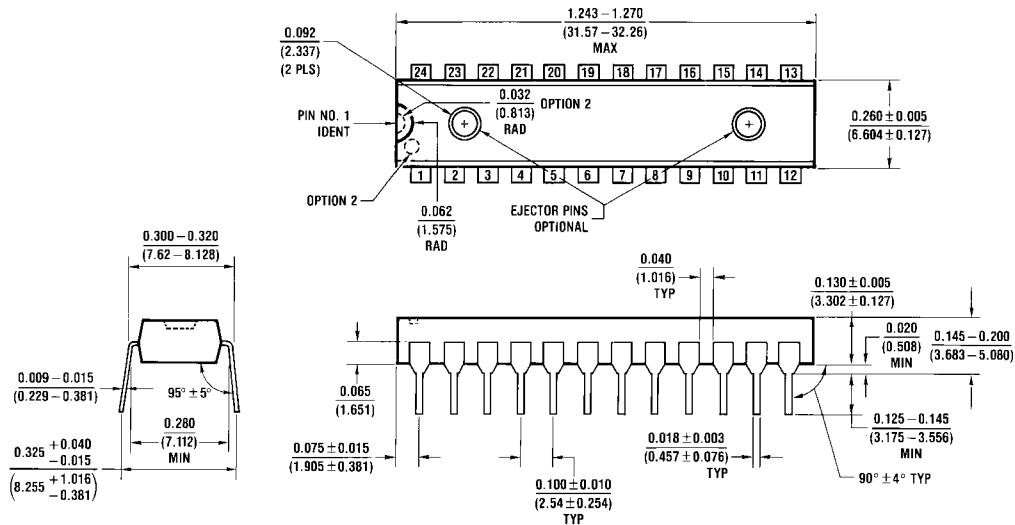 1.243 – 1.270
(31.57 – 32.26)
MAX
0.092
(2.337)
(2 PLS)
24 23 22 21 20 19 18 17 16 15 14 13
0.032
(0.813)
RAD
OPTION 2
PIN NO. 1
IDENT
0.260 ± 0.005
(6.604 ± 0.127)
1 2 3 4 5 6 7 8 9 10 11 12
OPTION 2
0.062
(1.575)
RAD
EJECTOR PINS
OPTIONAL
0.300 – 0.320
(7.62 – 8.128)
0.040
(1.016)
TYP
0.130 ± 0.005
(3.302 ± 0.127)
0.020
(0.508)
MIN
0.145 – 0.200
(3.683 – 5.080)
0.009 – 0.015
(0.229 – 0.381)
95° ± 5°
0.280
(7.112)
MIN
0.325 + 0.040 – 0.015
(8.255 + 1.016 – 0.381)
0.065
(1.651)
0.075 ± 0.015
(1.905 ± 0.381)
0.100 ± 0.010
(2.54 ± 0.254)
TYP
0.018 ± 0.003
(0.457 ± 0.076)
TYP
0.125 – 0.145
(3.175 – 3.556)
MIN
90° ± 4° TYP